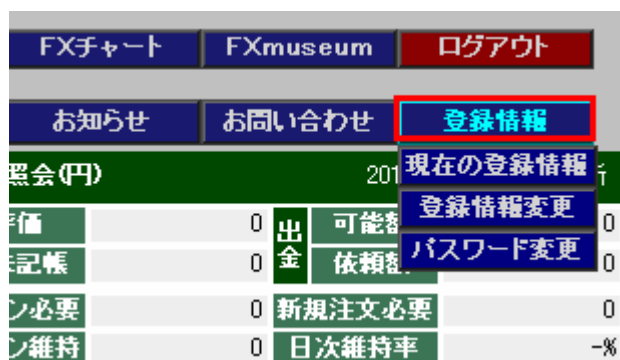 FXチャート FXmuseum ログアウト
お知らせ お問い合わせ 登録情報
照会(円) 201
現在の登録情報
評価 0 出金 可能額 0
登録情報変更
記帳 0 依頼額 0
パスワード変更
ン必要 0 新規注文必要 0
ン維持 0 日次維持率 -%